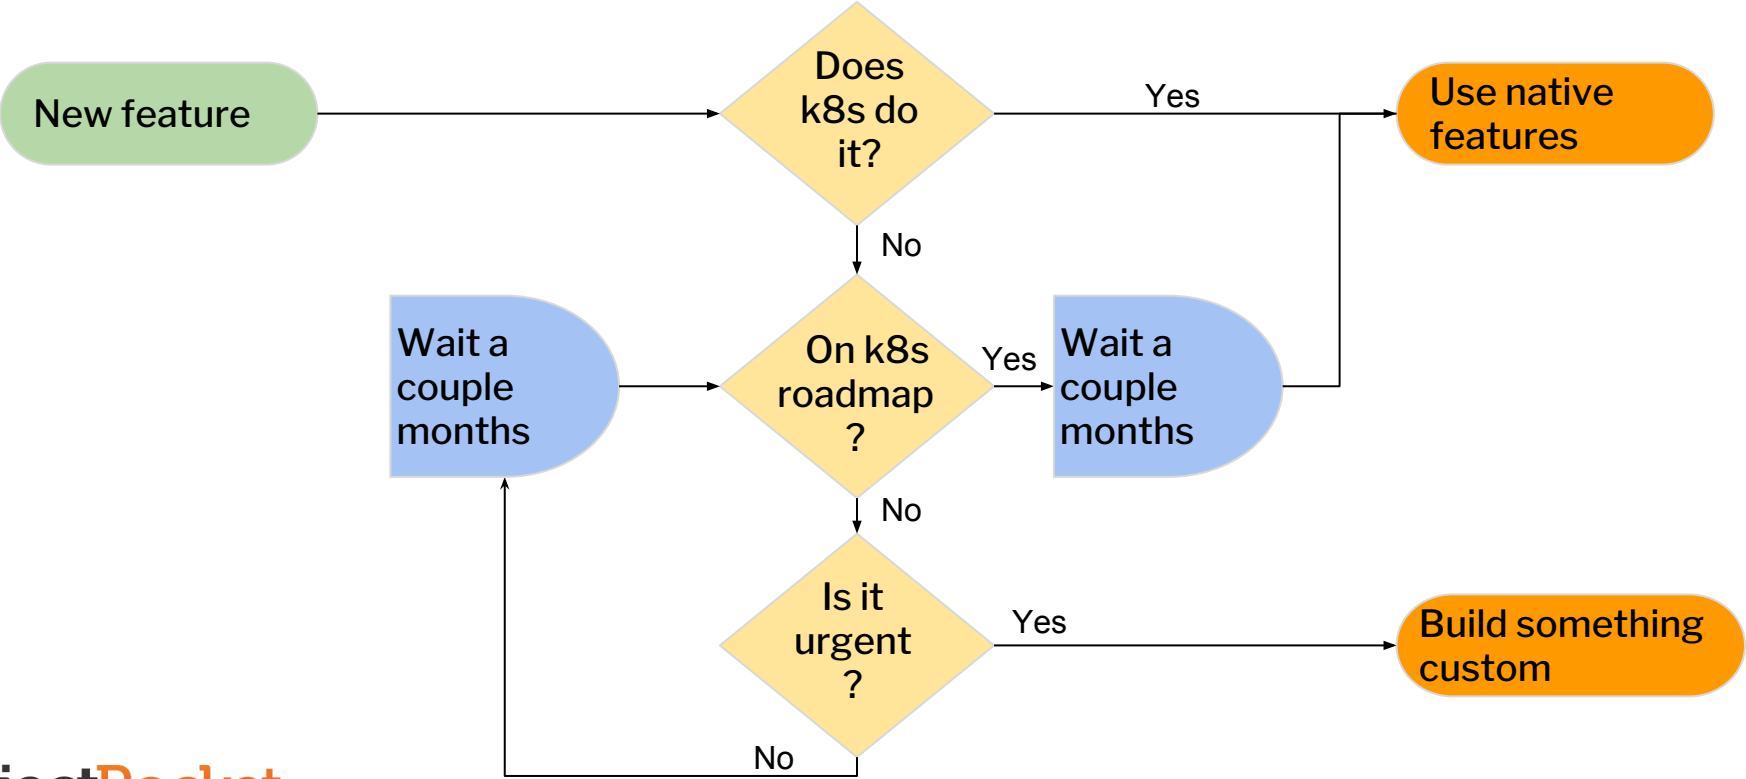 Does
k8s do
it?
New feature
Yes
Use native
features
No
Wait a
couple
months
On k8s
roadmap
?
Yes
Wait a
couple
months
No
Is it
urgent
?
Yes
Build something
custom
No